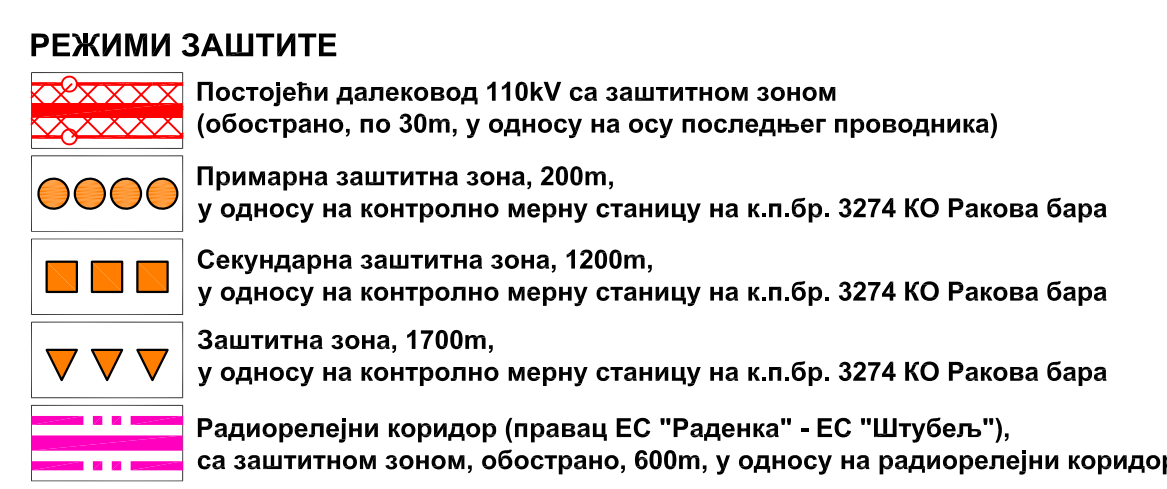 РЕЖИМИ ЗАШТИТЕ
Постојећи далековод 110kV са заштитном зоном
(обострано, по 30m, у односу на осу последњег проводника)
Примарна заштитна зона, 200m,
у односу на контролно мерну станицу на к.п.бр. 3274 КО Ракова бара
Секундарна заштитна зона, 1200m,
у односу на контролно мерну станицу на к.п.бр. 3274 КО Ракова бара
Заштитна зона, 1700m,
у односу на контролно мерну станицу на к.п.бр. 3274 КО Ракова бара
Радиорелејни коридор (правац ЕС "Раденка" - ЕС "Штубељ"),
са заштитном зоном, обострано, 600m, у односу на радиорелејни коридор